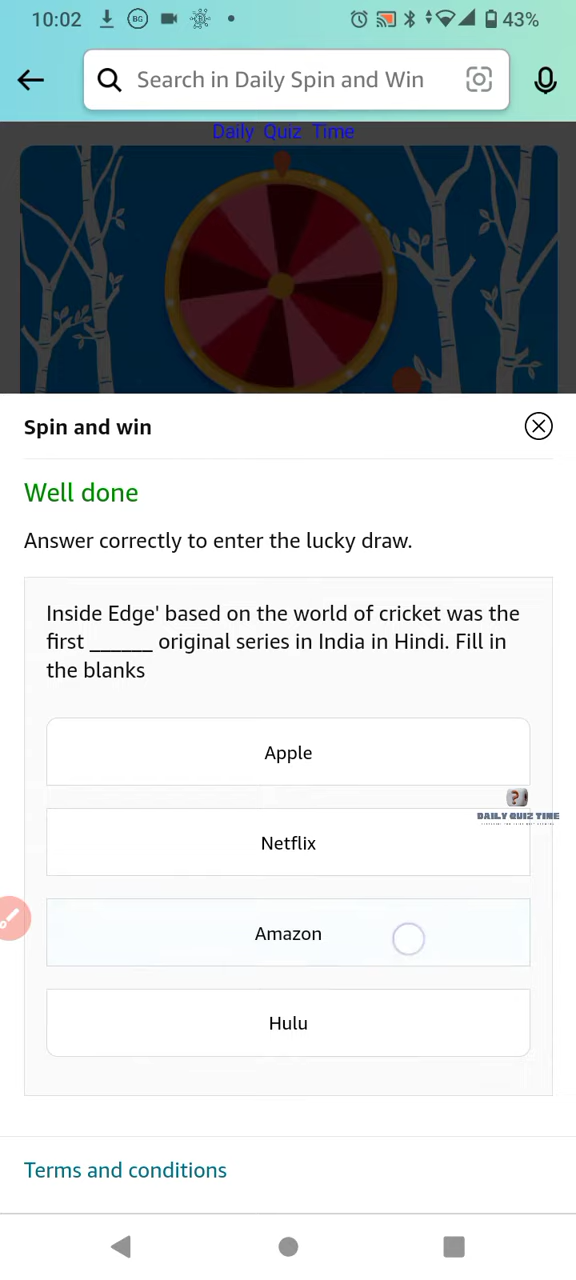 10:02
BG
43%
Search in Daily Spin and Win
Daily Quiz Time
Spin and win
Well done
Answer correctly to enter the lucky draw.
Inside Edge' based on the world of cricket was the
first ______ original series in India in Hindi. Fill in
the blanks
Apple
?
DAILY QUIZ TIME
Netflix
Amazon
Hulu
Terms and conditions